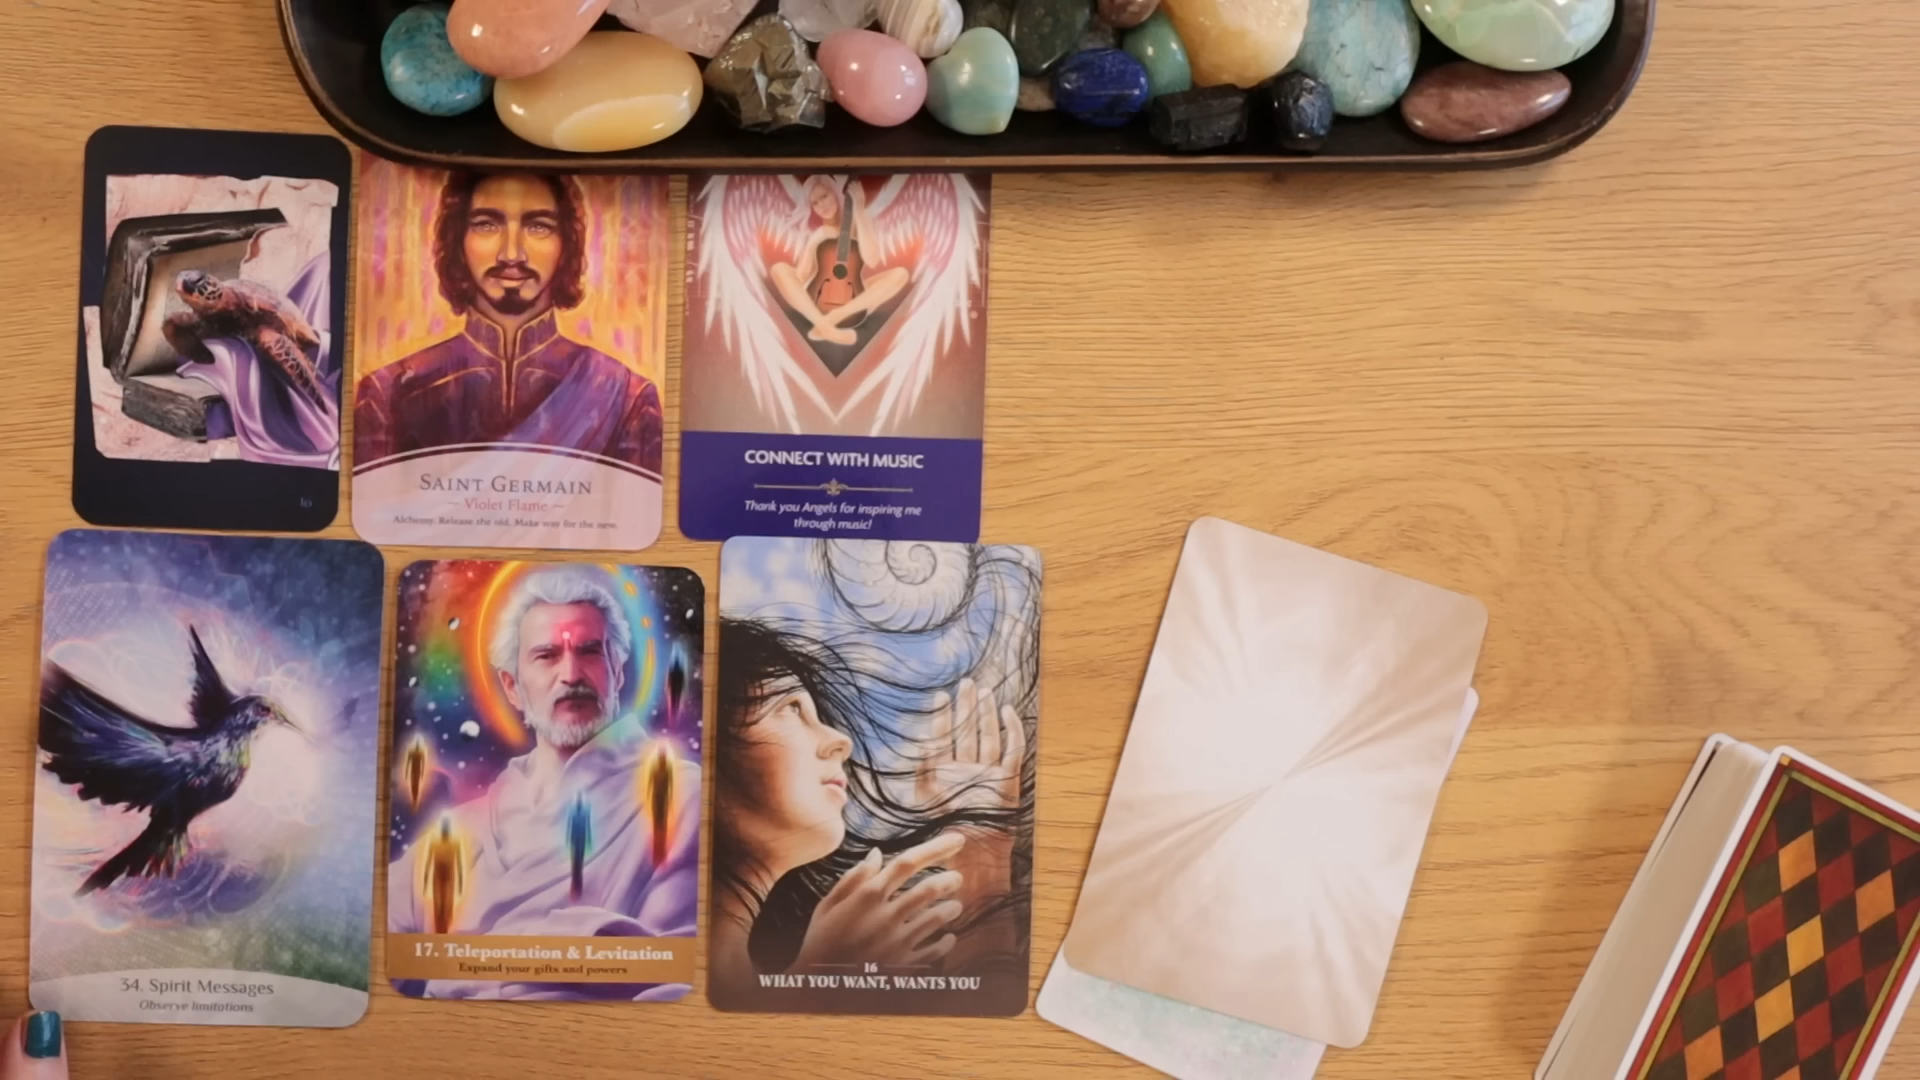 16
SAINT GERMAIN
— Violet Flame —
Alchemy. Release the old. Make way for the new.
CONNECT WITH MUSIC
Thank you Angels for inspiring me
through music!
34. Spirit Messages
Observe limitations
17. Teleportation & Levitation
Expand your gifts and powers
16
WHAT YOU WANT, WANTS YOU